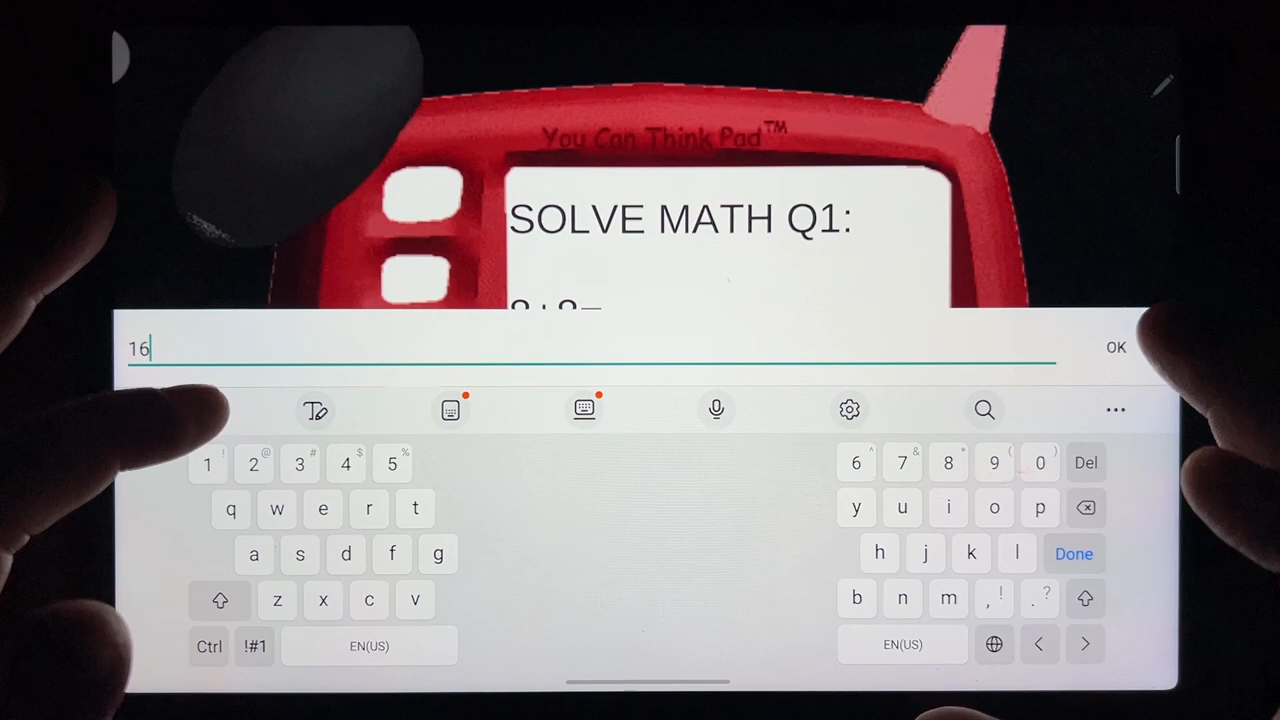 You Can Think Pad™
SOLVE MATH Q1:
16
OK
1 ! 2 @ 3 # 4 $ 5 % 6 ^ 7 & 8 * 9 ( 0 ) Del
q w e r t y u i o p
a s d f g h j k l Done
z x c v b n m , ! . ?
Ctrl !#1 EN(US) EN(US) < >